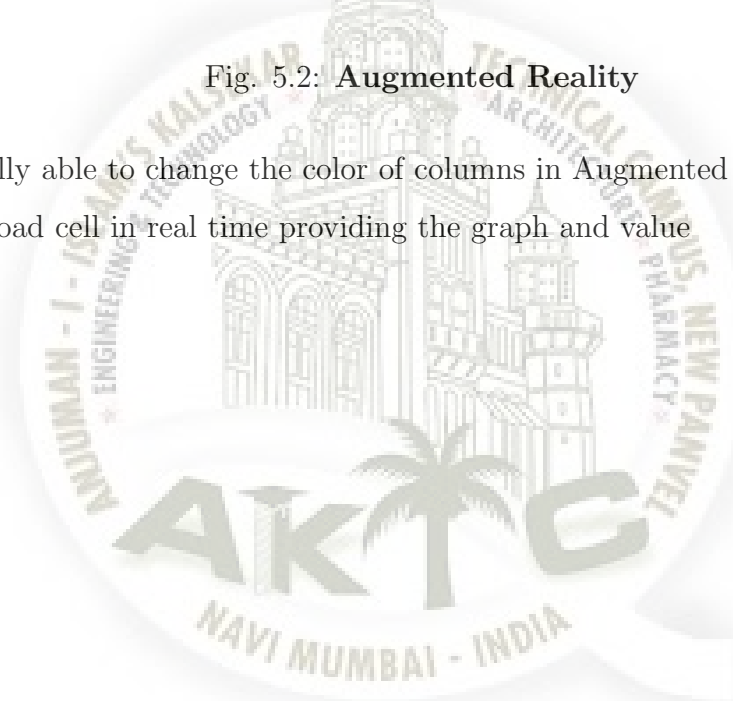 Fig. 5.2: Augmented Reality
lly able to change the color of columns in Augmented
oad cell in real time providing the graph and value
ANJUMAN - I - ISLAM'S KALSEKAR TECHNICAL CAMPUS, NEW PANVEL
ENGINEERING & TECHNOLOGY * ARCHITECTURE * PHARMACY *
AKTC
NAVI MUMBAI - INDIA